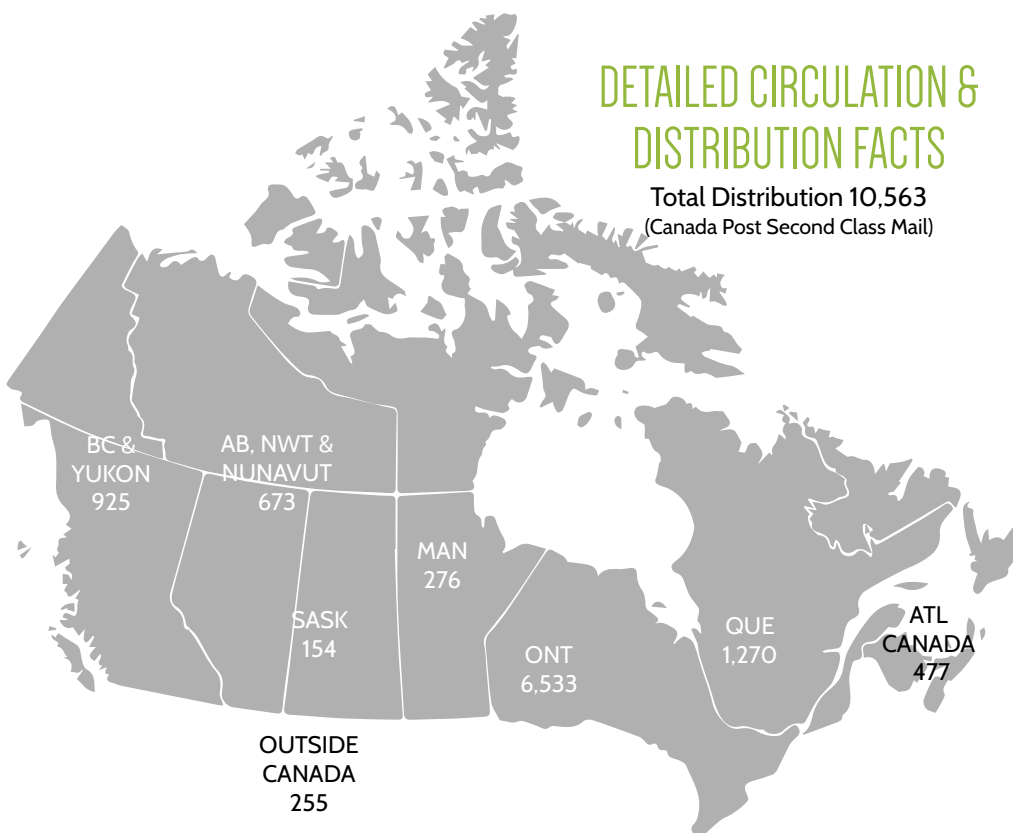 DETAILED CIRCULATION &
DISTRIBUTION FACTS
Total Distribution 10,563
(Canada Post Second Class Mail)
BC &
YUKON
925
AB, NWT &
NUNAVUT
673
MAN
276
SASK
154
ONT
6,533
QUE
1,270
ATL
CANADA
477
OUTSIDE
CANADA
255